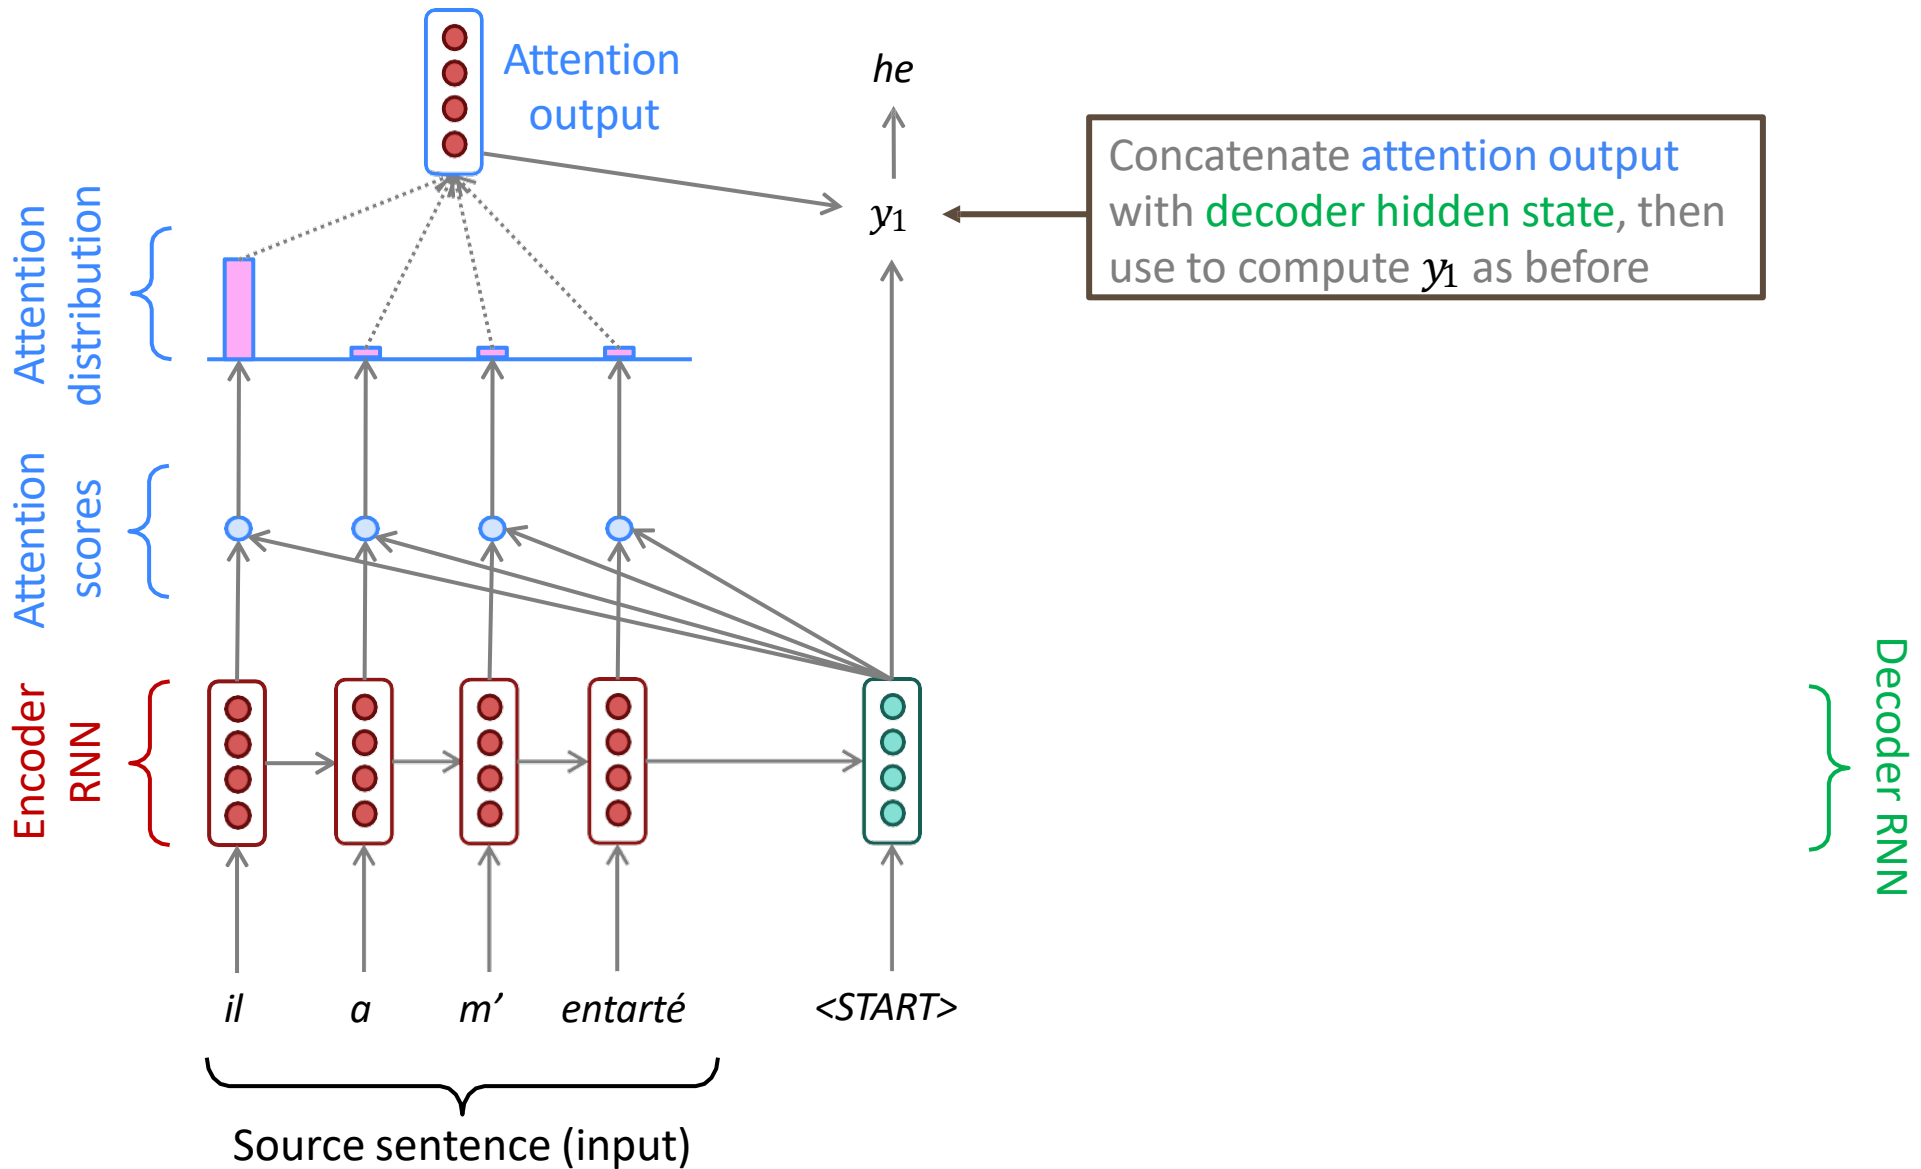 Attention
output
he
Concatenate attention output
with decoder hidden state, then
use to compute y₁ as before
y₁
Attention
distribution
Attention
scores
Encoder
RNN
Decoder RNN
il a m’ entarté <START>
Source sentence (input)